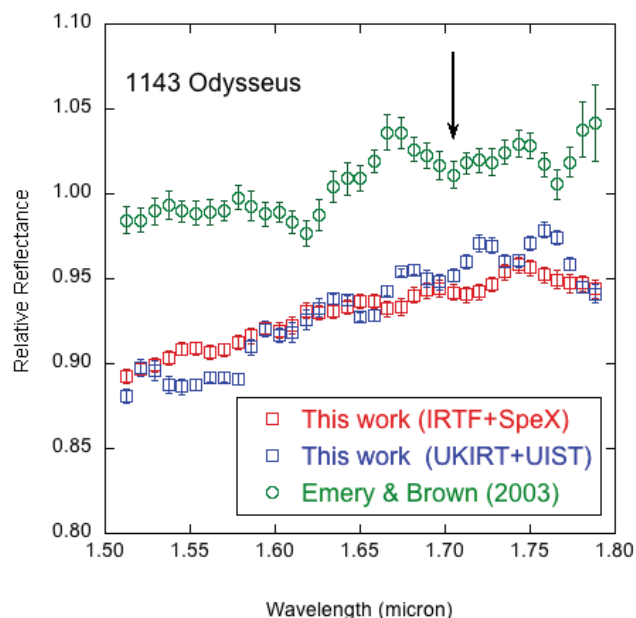 1.10
1143 Odysseus
1.05
1.00
Relative Reflectance
0.95
0.90
This work (IRTF+SpeX)
0.85
This work (UKIRT+UIST)
Emery & Brown (2003)
0.80
1.50 1.55 1.60 1.65 1.70 1.75 1.80
Wavelength (micron)